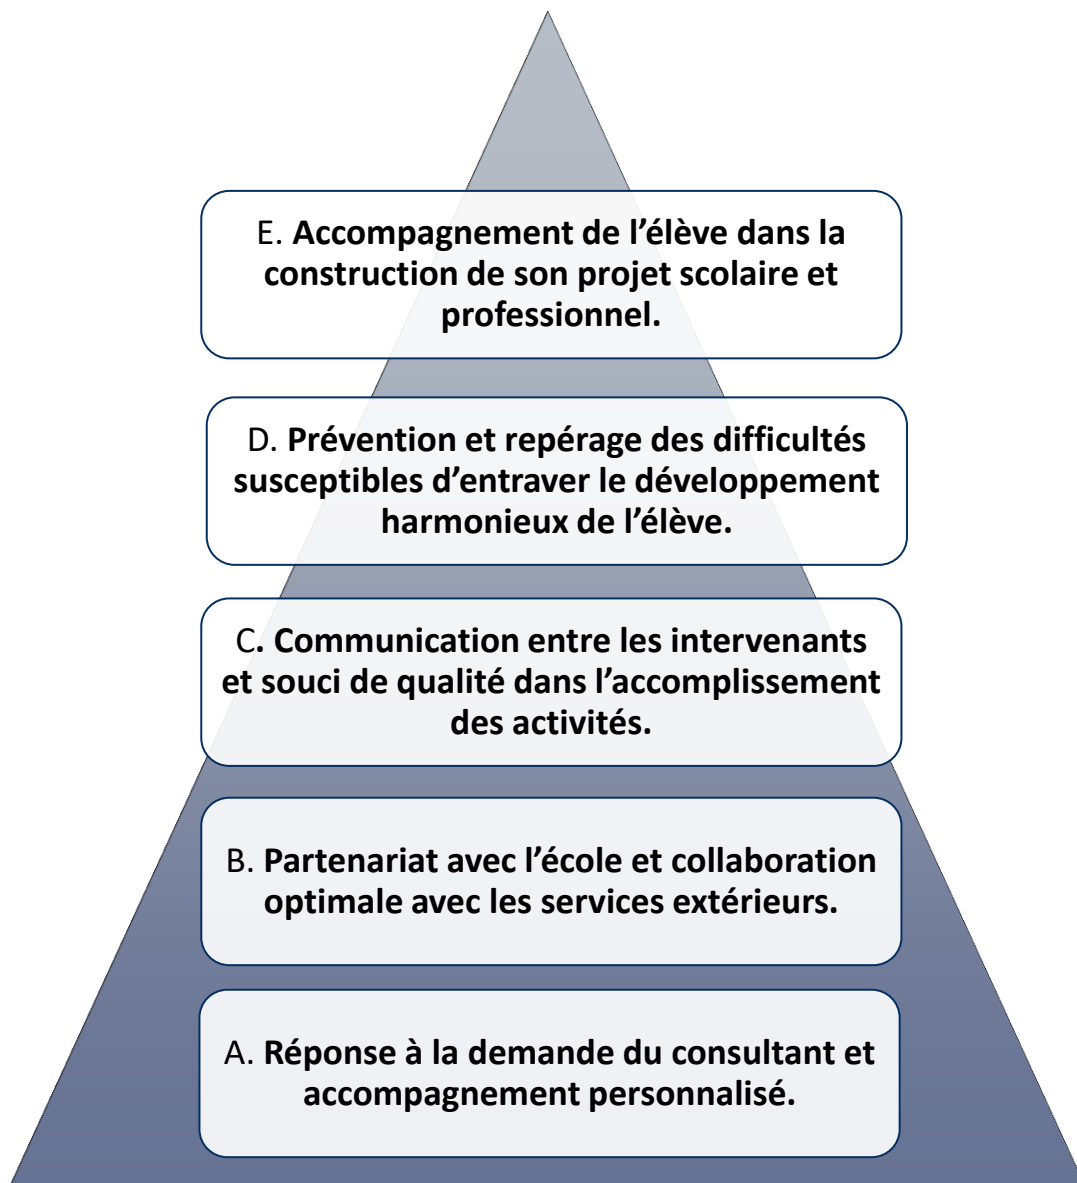 E. Accompagnement de l’élève dans la
construction de son projet scolaire et
professionnel.
D. Prévention et repérage des difficultés
susceptibles d’entraver le développement
harmonieux de l’élève.
C. Communication entre les intervenants
et souci de qualité dans l’accomplissement
des activités.
B. Partenariat avec l’école et collaboration
optimale avec les services extérieurs.
A. Réponse à la demande du consultant et
accompagnement personnalisé.